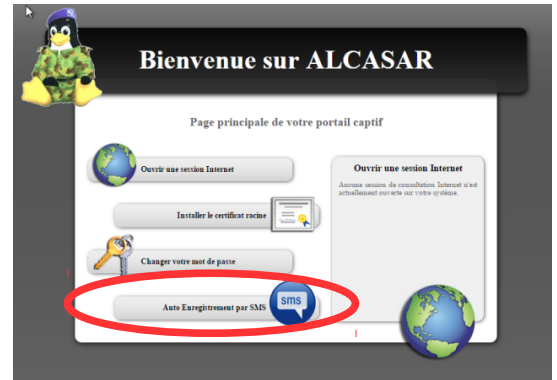 Bienvenue sur ALCASAR
Page principale de votre portail captif
Ouvrir une session Internet
Installer le certificat racine
Changer votre mot de passe
Auto Enregistrement par SMS
sms
Ouvrir une session Internet
Aucune session de consultation Internet n'est
actuellement ouverte sur votre système.